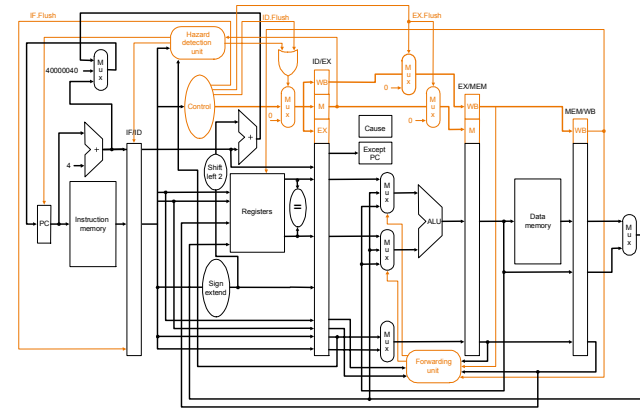 IF.Flush
ID.Flush
EX.Flush
Hazard
detection
unit
M
u
x
40000040
ID/EX
WB
M
EX
Control
M
u
x
0
M
u
x
0
M
u
x
0
EX/MEM
WB
M
MEM/WB
WB
Cause
Except
PC
IF/ID
+
4
+
Shift
left 2
PC
Instruction
memory
Registers
=
Sign
extend
M
u
x
M
u
x
ALU
Data
memory
M
u
x
M
u
x
Forwarding
unit